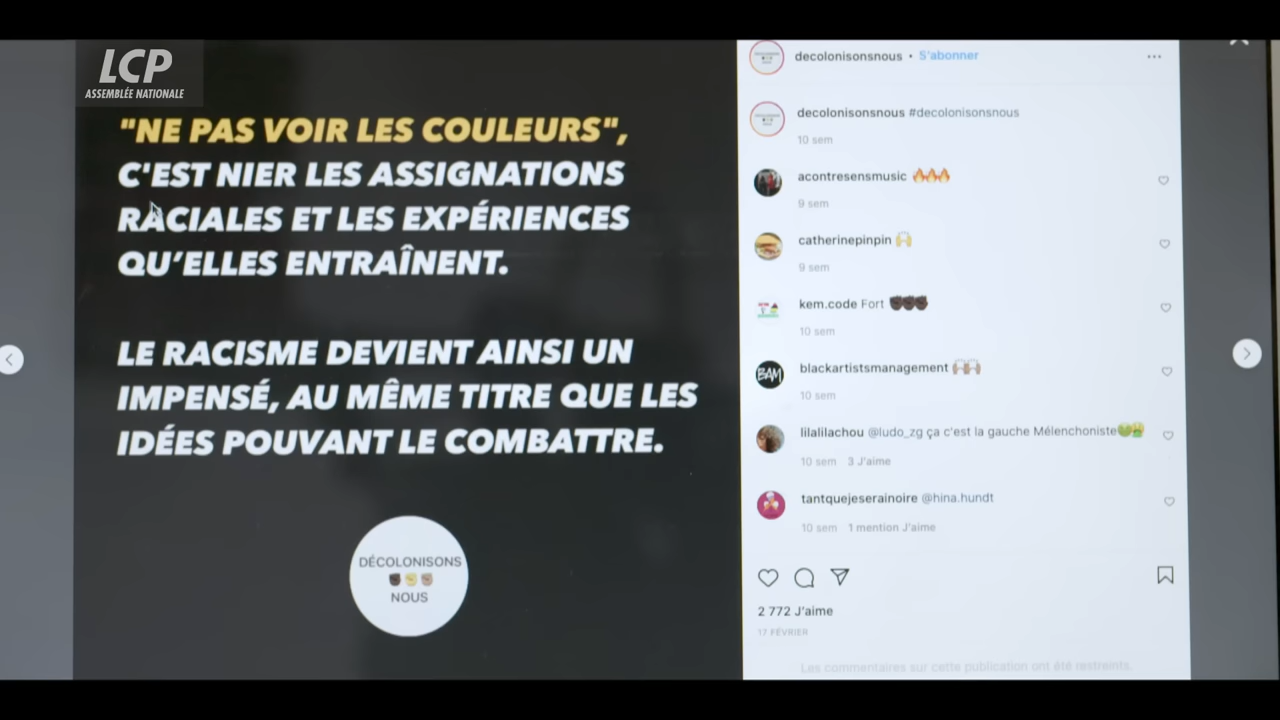 LCP
ASSEMBLÉE NATIONALE
"NE PAS VOIR LES COULEURS",
C'EST NIER LES ASSIGNATIONS
RACIALES ET LES EXPÉRIENCES
QU'ELLES ENTRAÎNENT.
LE RACISME DEVIENT AINSI UN
IMPENSÉ, AU MÊME TITRE QUE LES
IDÉES POUVANT LE COMBATTRE.
DÉCOLONISONS
NOUS
decolonisonsnous • S'abonner
decolonisonsnous #decolonisonsnous
10 sem
acontresensmusic 🔥🔥🔥
9 sem
catherinepinpin 🙌
9 sem
kem.code Fort ✊🏿✊🏿✊🏿
10 sem
BAM
blackartistsmanagement 🙌🏽🙌🏽
10 sem
lilalilachou @ludo_zg ça c'est la gauche Mélenchoniste🤢🤮
10 sem 3 J'aime
tantquejeserainoire @hina.hundt
10 sem 1 mention J'aime
2 772 J'aime
17 FÉVRIER
Les commentaires sur cette publication ont été restreints.